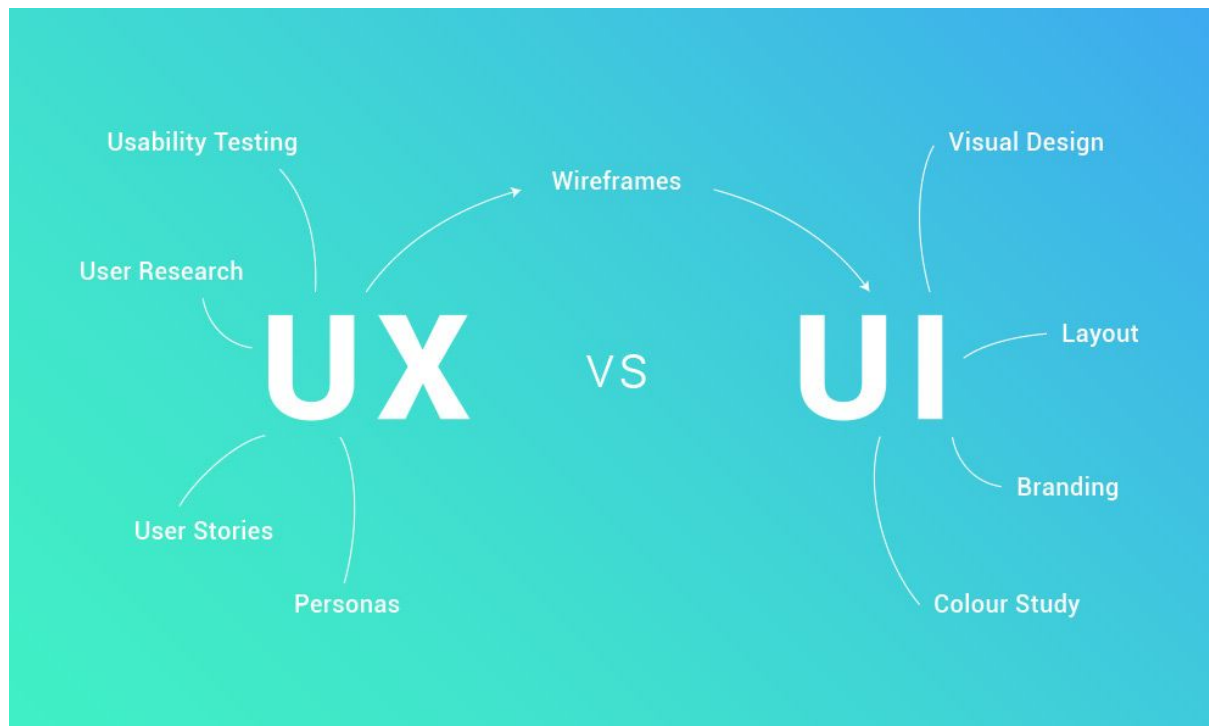 Usability Testing
Wireframes
Visual Design
User Research
UX vs UI
Layout
Branding
User Stories
Personas
Colour Study